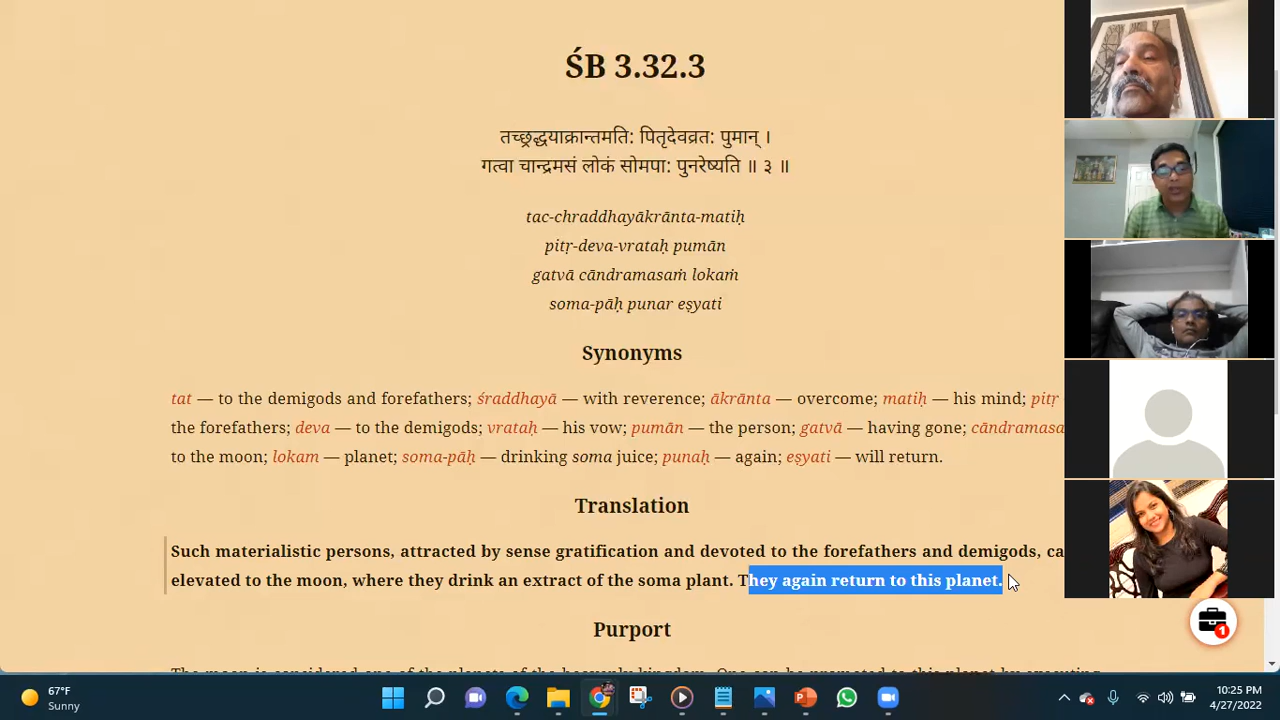 ŚB 3.32.3
तच्छ्रद्धयाक्रान्तमति: पितृदेवव्रत: पुमान् ।
गत्वा चान्द्रमसं लोकं सोमपा: पुनरेष्यति ॥ ३ ॥
tac-chraddhayākrānta-matiḥ
pitṛ-deva-vrataḥ pumān
gatvā cāndramasaṁ lokaṁ
soma-pāḥ punar eṣyati
Synonyms
tat — to the demigods and forefathers; śraddhayā — with reverence; ākrānta — overcome; matiḥ — his mind; pitṛ
the forefathers; deva — to the demigods; vrataḥ — his vow; pumān — the person; gatvā — having gone; cāndramasa
to the moon; lokam — planet; soma-pāḥ — drinking soma juice; punaḥ — again; eṣyati — will return.
Translation
Such materialistic persons, attracted by sense gratification and devoted to the forefathers and demigods, ca
elevated to the moon, where they drink an extract of the soma plant. They again return to this planet.
Purport
1
67°F
Sunny
10:25 PM
4/27/2022